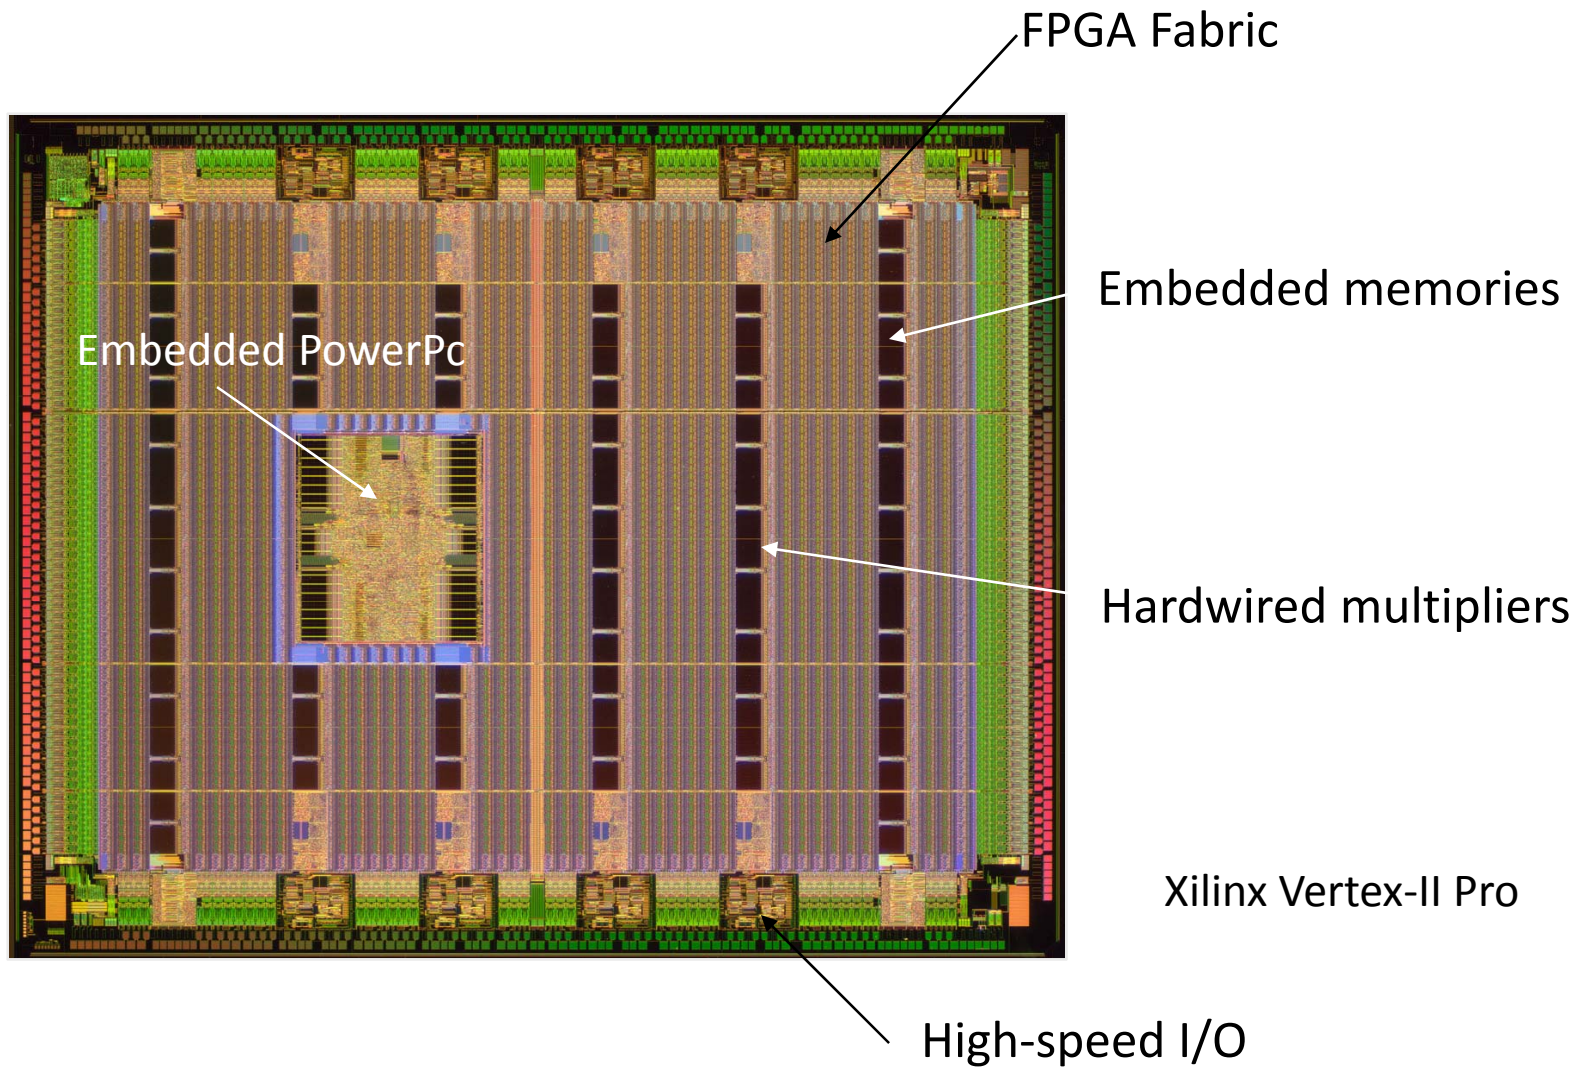 FPGA Fabric
Embedded memories
Embedded PowerPc
Hardwired multipliers
Xilinx Vertex-II Pro
High-speed I/O